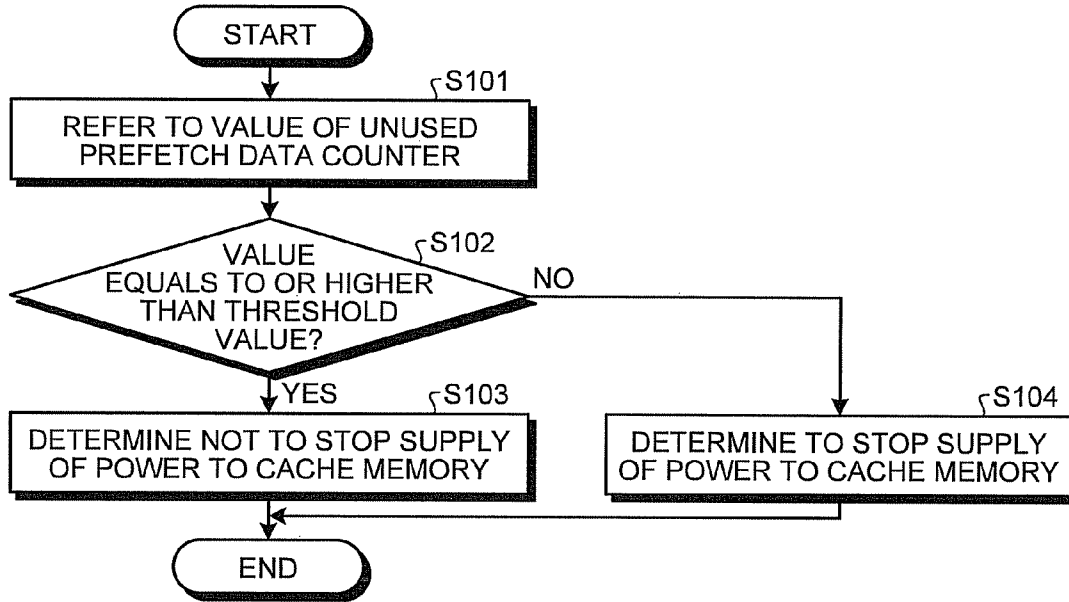 START
S101
REFER TO VALUE OF UNUSED
PREFETCH DATA COUNTER
S102
VALUE
EQUALS TO OR HIGHER
THAN THRESHOLD
VALUE?
NO
YES
S103
DETERMINE NOT TO STOP SUPPLY
OF POWER TO CACHE MEMORY
S104
DETERMINE TO STOP SUPPLY
OF POWER TO CACHE MEMORY
END